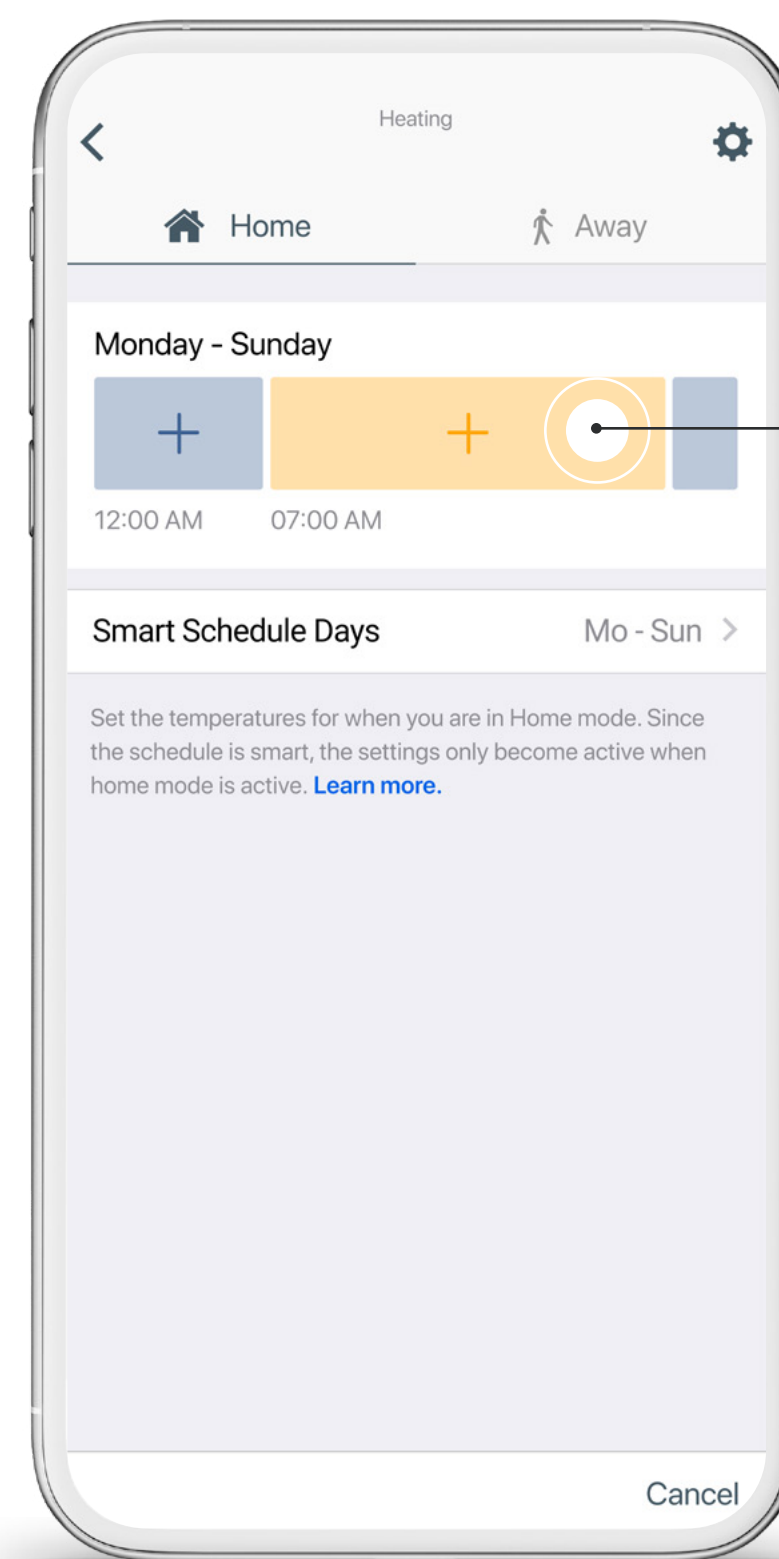 Heating
Home
Away
Monday - Sunday
12:00 AM
07:00 AM
Smart Schedule Days
Mo - Sun
Set the temperatures for when you are in Home mode. Since
the schedule is smart, the settings only become active when
home mode is active. Learn more.
Cancel